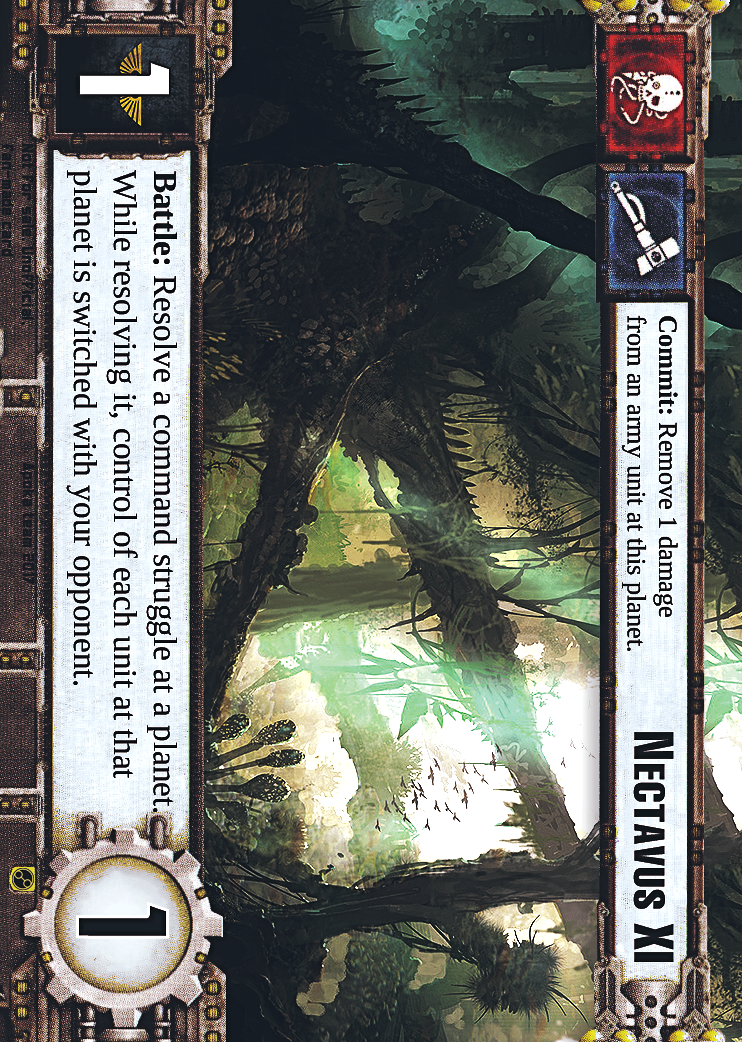 NECTAVUS XI
Commit: Remove 1 damage
from an army unit at this planet.
1
Battle: Resolve a command struggle at a planet.
While resolving it, control of each unit at that
planet is switched with your opponent.
1